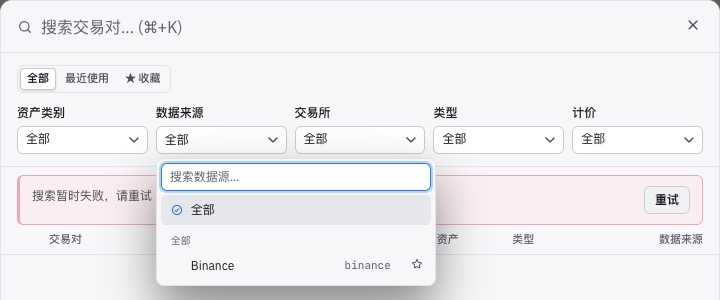 搜索交易对... (⌘+K)
全部 最近使用 ★ 收藏
资产类别 数据来源 交易所 类型 计价
全部 全部 全部 全部 全部
搜索数据源...
搜索暂时失败，请重试 重试
全部
交易对 资产 类型 数据来源
全部
Binance binance